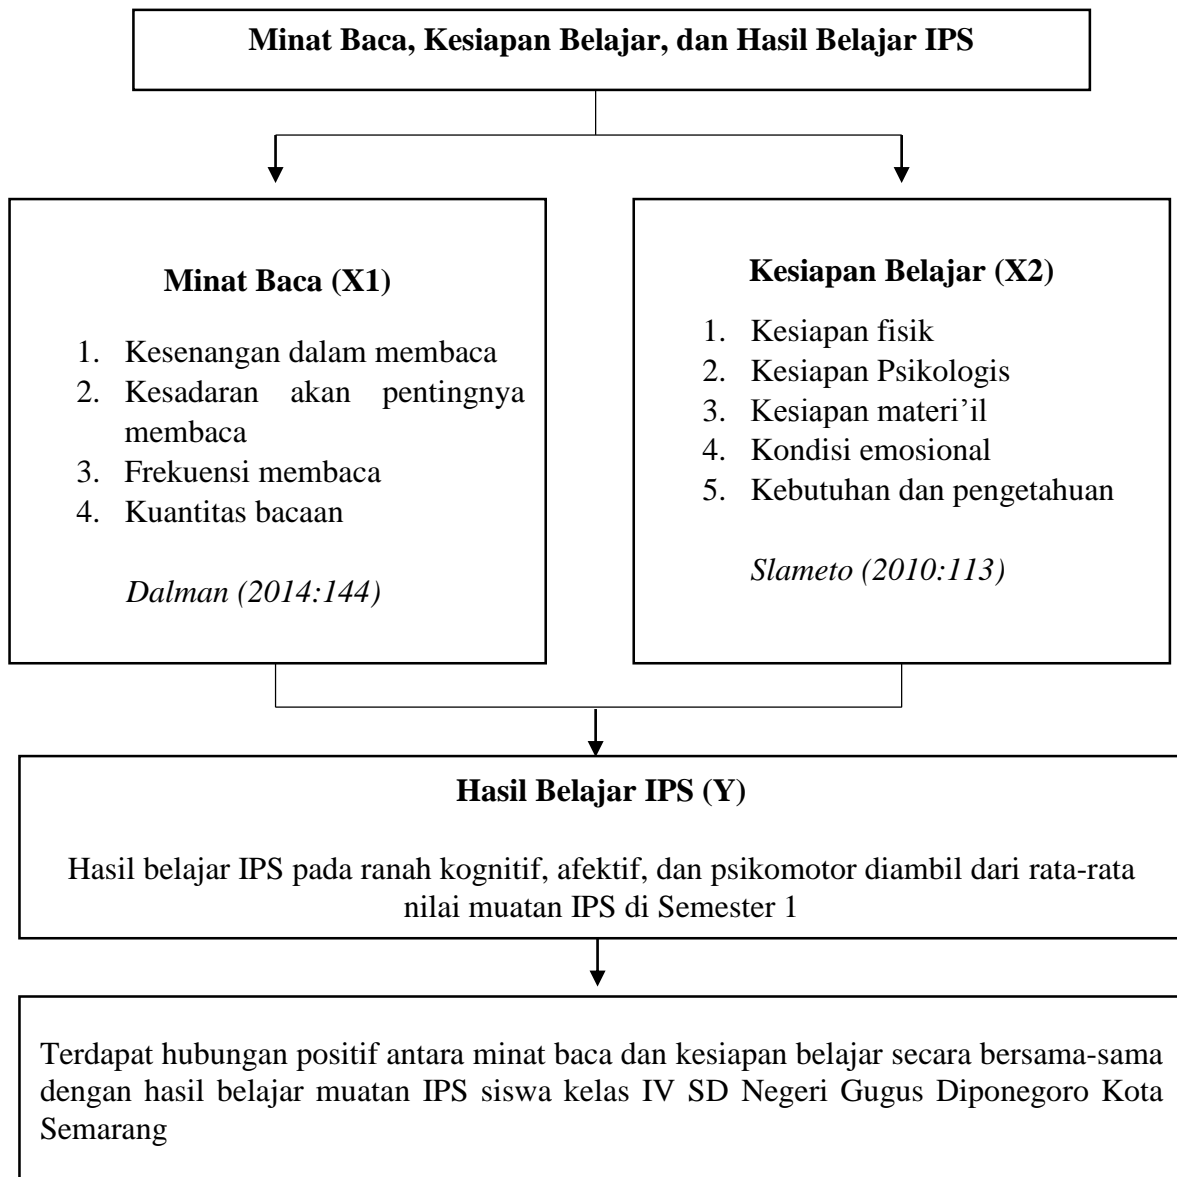 Minat Baca, Kesiapan Belajar, dan Hasil Belajar IPS
Minat Baca (X1)
1. Kesenangan dalam membaca
2. Kesadaran akan pentingnya
membaca
3. Frekuensi membaca
4. Kuantitas bacaan
Dalman (2014:144)
Kesiapan Belajar (X2)
1. Kesiapan fisik
2. Kesiapan Psikologis
3. Kesiapan materi’il
4. Kondisi emosional
5. Kebutuhan dan pengetahuan
Slameto (2010:113)
Hasil Belajar IPS (Y)
Hasil belajar IPS pada ranah kognitif, afektif, dan psikomotor diambil dari rata-rata
nilai muatan IPS di Semester 1
Terdapat hubungan positif antara minat baca dan kesiapan belajar secara bersama-sama
dengan hasil belajar muatan IPS siswa kelas IV SD Negeri Gugus Diponegoro Kota
Semarang